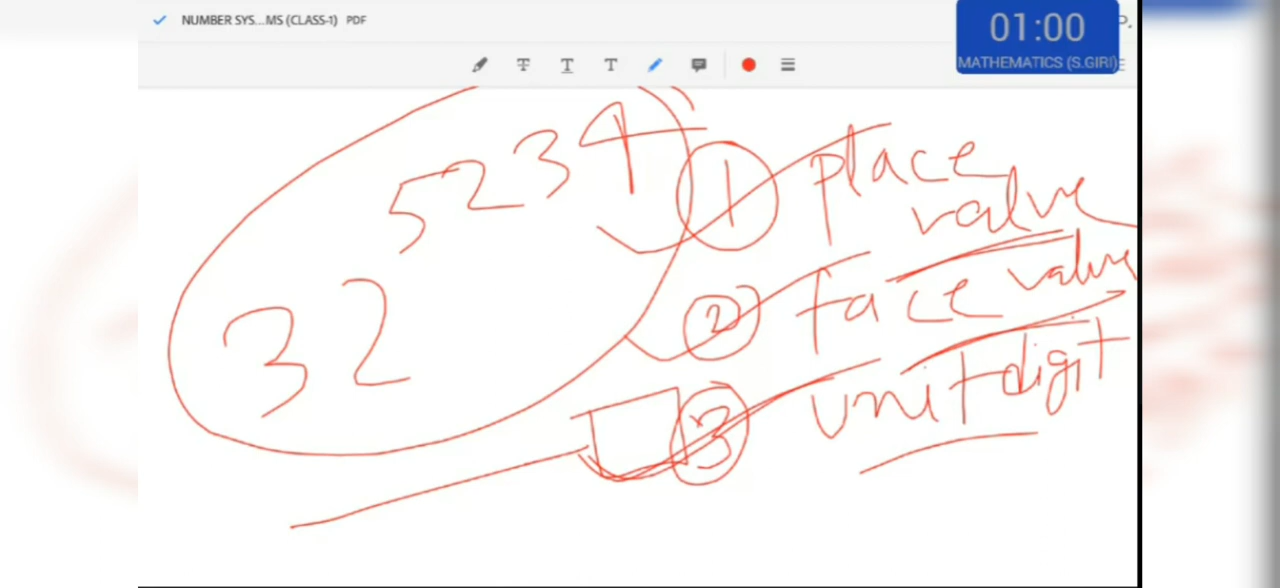 NUMBER SYS...MS (CLASS-1) PDF
01:00
MATHEMATICS (S.GIRI)
5234
① place
value
32
② face value
③ unit digit